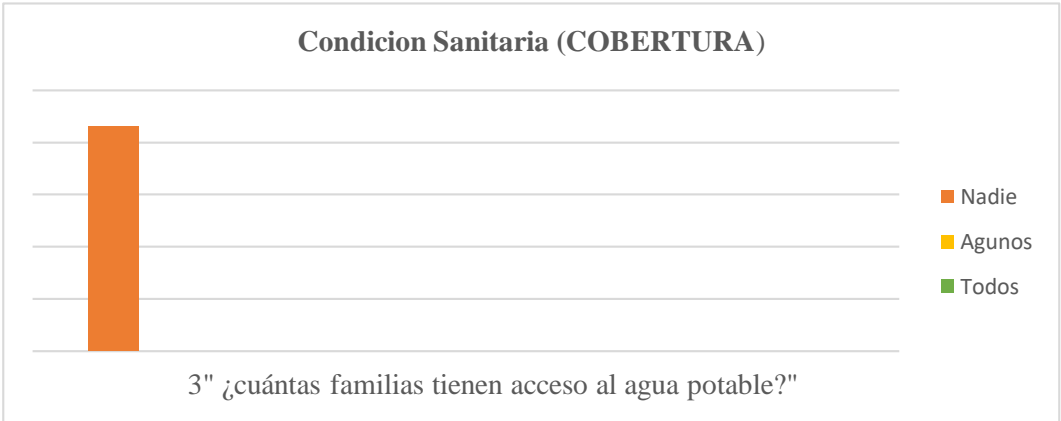 Condicion Sanitaria (COBERTURA)
Nadie
Agunos
Todos
3" ¿cuántas familias tienen acceso al agua potable?"